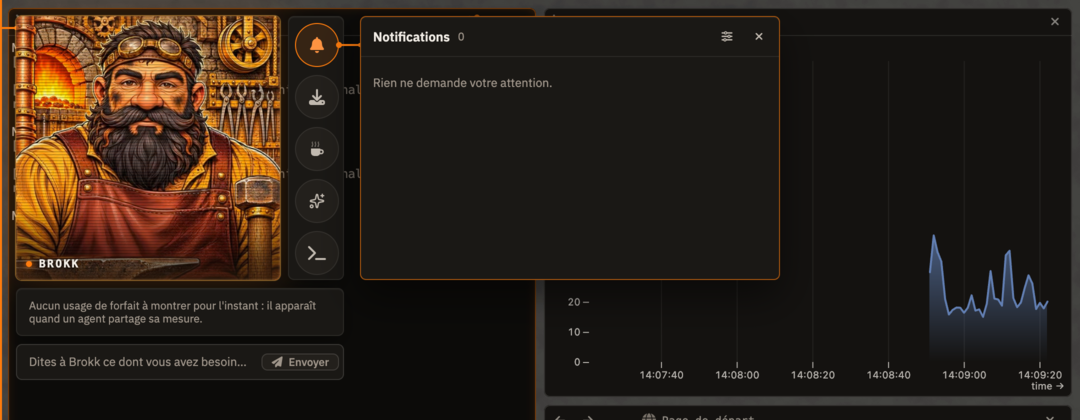 Notifications 0
Rien ne demande votre attention.
BROKK
Aucun usage de forfait à montrer pour l'instant : il apparaît
quand un agent partage sa mesure.
Dites à Brokk ce dont vous avez besoin...
Envoyer
20
10
0
14:07:40 14:08:00 14:08:20 14:08:40 14:09:00 14:09:20
time →
Page de départ